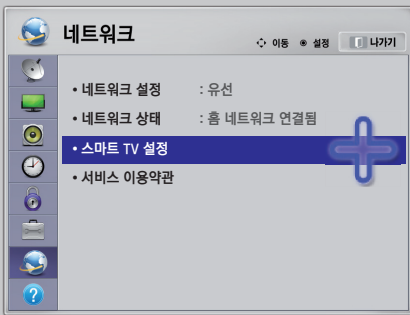 네트워크
이동 설정 나가기
• 네트워크 설정 : 유선
• 네트워크 상태 : 홈 네트워크 연결됨
• 스마트 TV 설정
• 서비스 이용약관
?